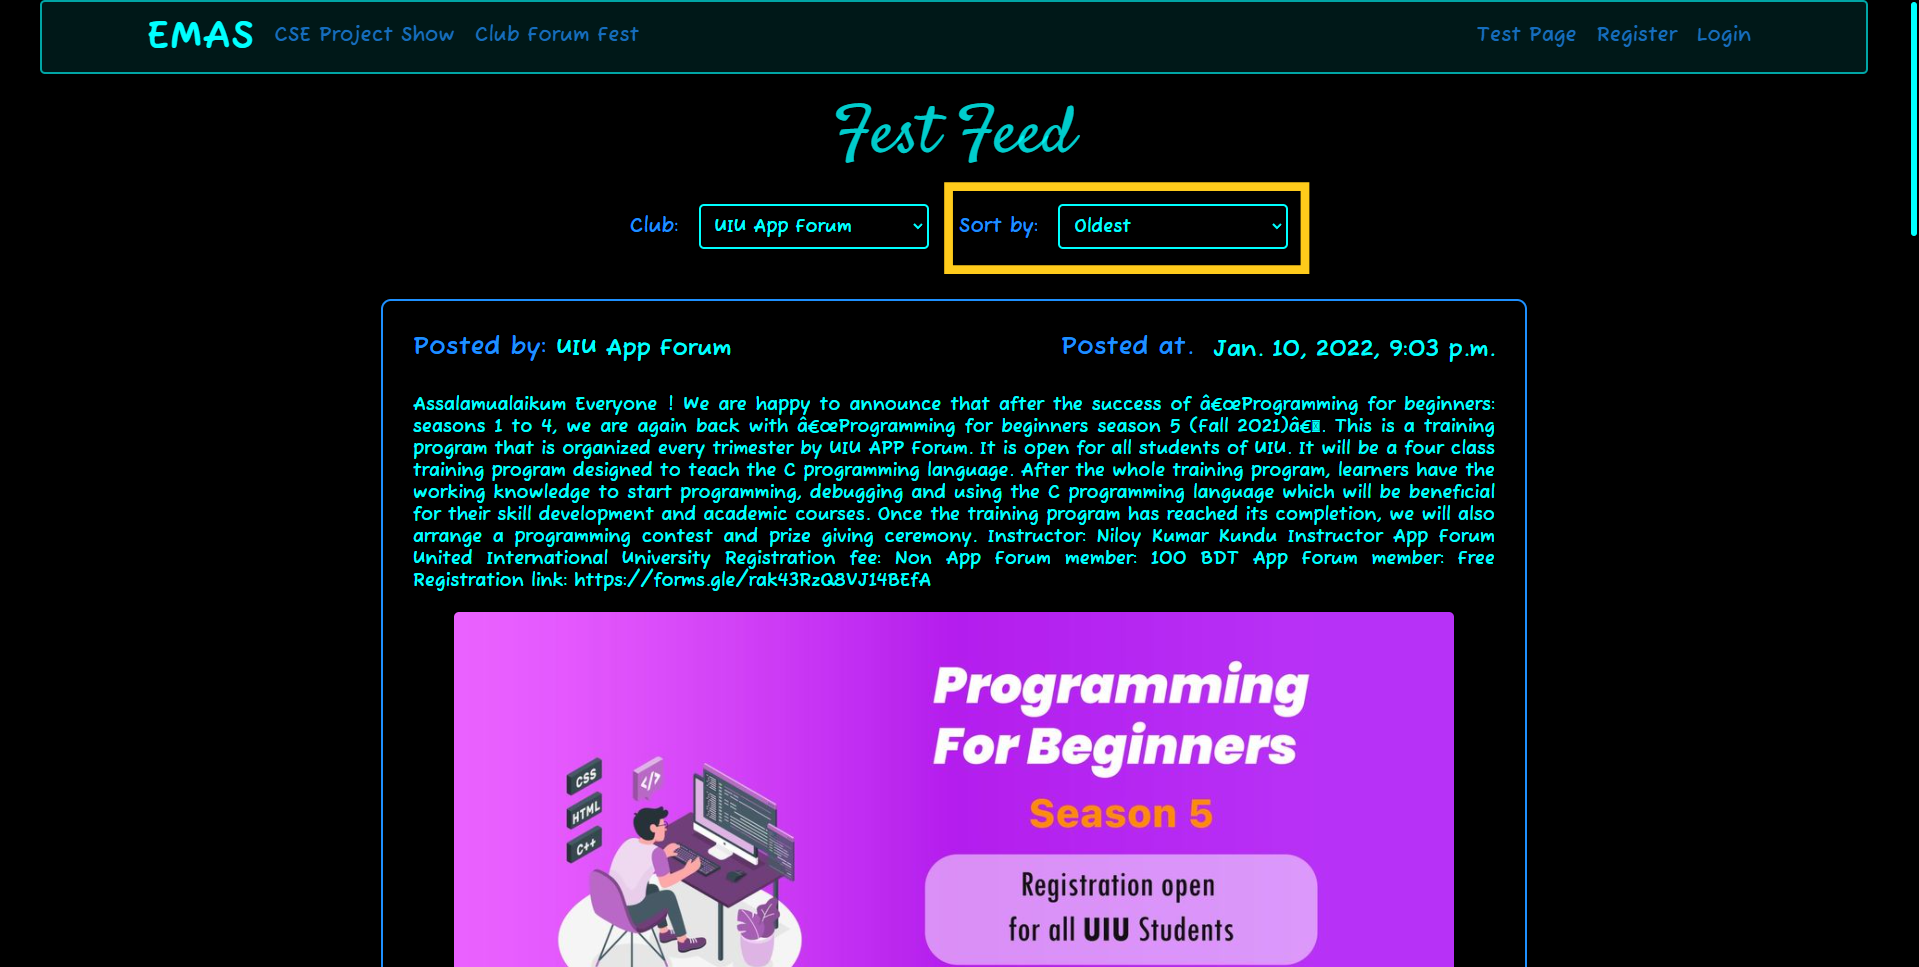 EMAS CSE Project Show Club Forum Fest Test Page Register Login
Fest Feed
Club: UIU App Forum Sort by: Oldest
Posted by: UIU App Forum Posted at. Jan. 10, 2022, 9:03 p.m.
Assalamualaikum Everyone ! We are happy to announce that after the success of â€œProgramming for beginners:
seasons 1 to 4, we are again back with â€œProgramming for beginners season 5 (Fall 2021)â€. This is a training
program that is organized every trimester by UIU APP Forum. It is open for all students of UIU. It will be a four class
training program designed to teach the C programming language. After the whole training program, learners have the
working knowledge to start programming, debugging and using the C programming language which will be beneficial
for their skill development and academic courses. Once the training program has reached its completion, we will also
arrange a programming contest and prize giving ceremony. Instructor: Niloy Kumar Kundu Instructor App Forum
United International University Registration fee: Non App Forum member: 100 BDT App Forum member: Free
Registration link: https://forms.gle/rak43RzQ8VJ14BEfA
Programming
For Beginners
Season 5
CSS
</>
HTML
C++
Registration open
for all UIU Students